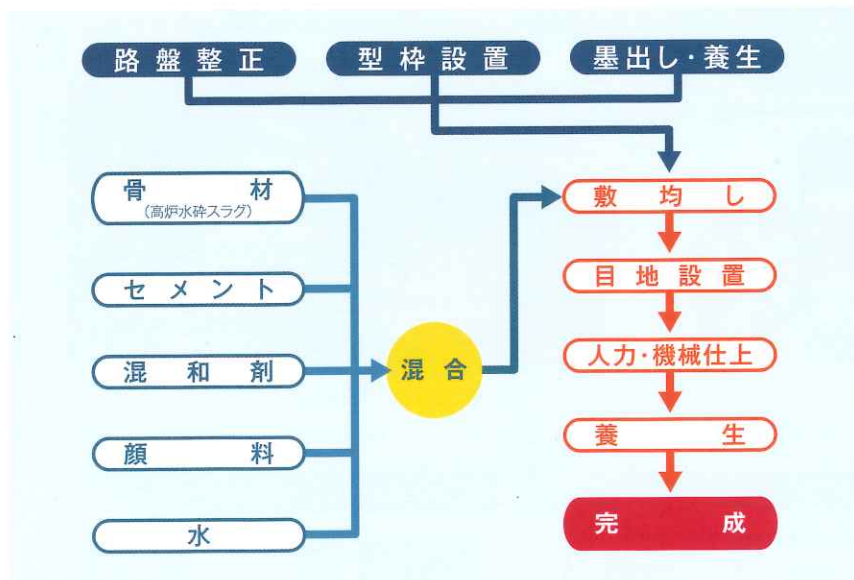 路盤整正
型枠設置
墨出し・養生
骨材
(高炉水砕スラグ)
セメント
混和剤
顔料
水
混合
敷均し
目地設置
人力・機械仕上
養生
完成